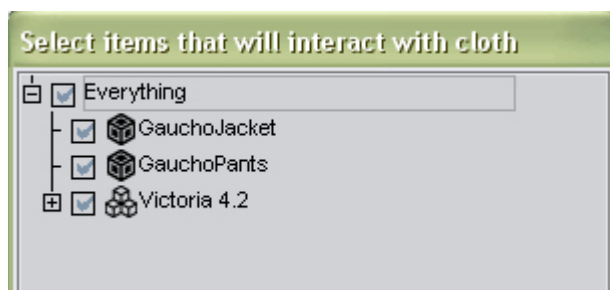 Select items that will interact with cloth
Everything
GauchoJacket
GauchoPants
Victoria 4.2